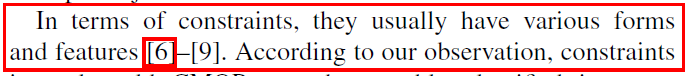 In terms of constraints, they usually have various forms
and features [6]–[9]. According to our observation, constraints